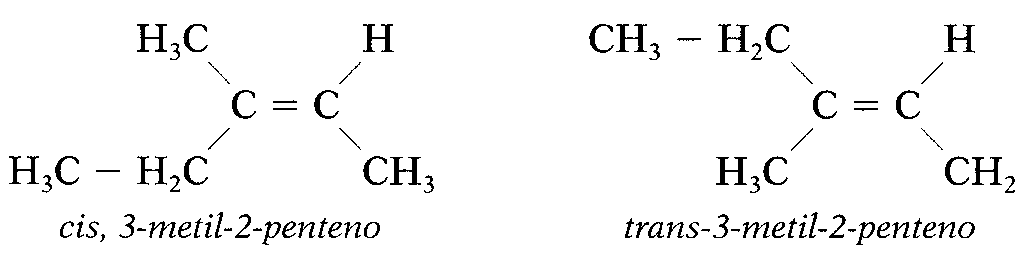 H₃C H CH₃ – H₂C H
C = C C = C
H₃C – H₂C CH₃ H₃C CH₂
cis, 3-metil-2-penteno trans-3-metil-2-penteno